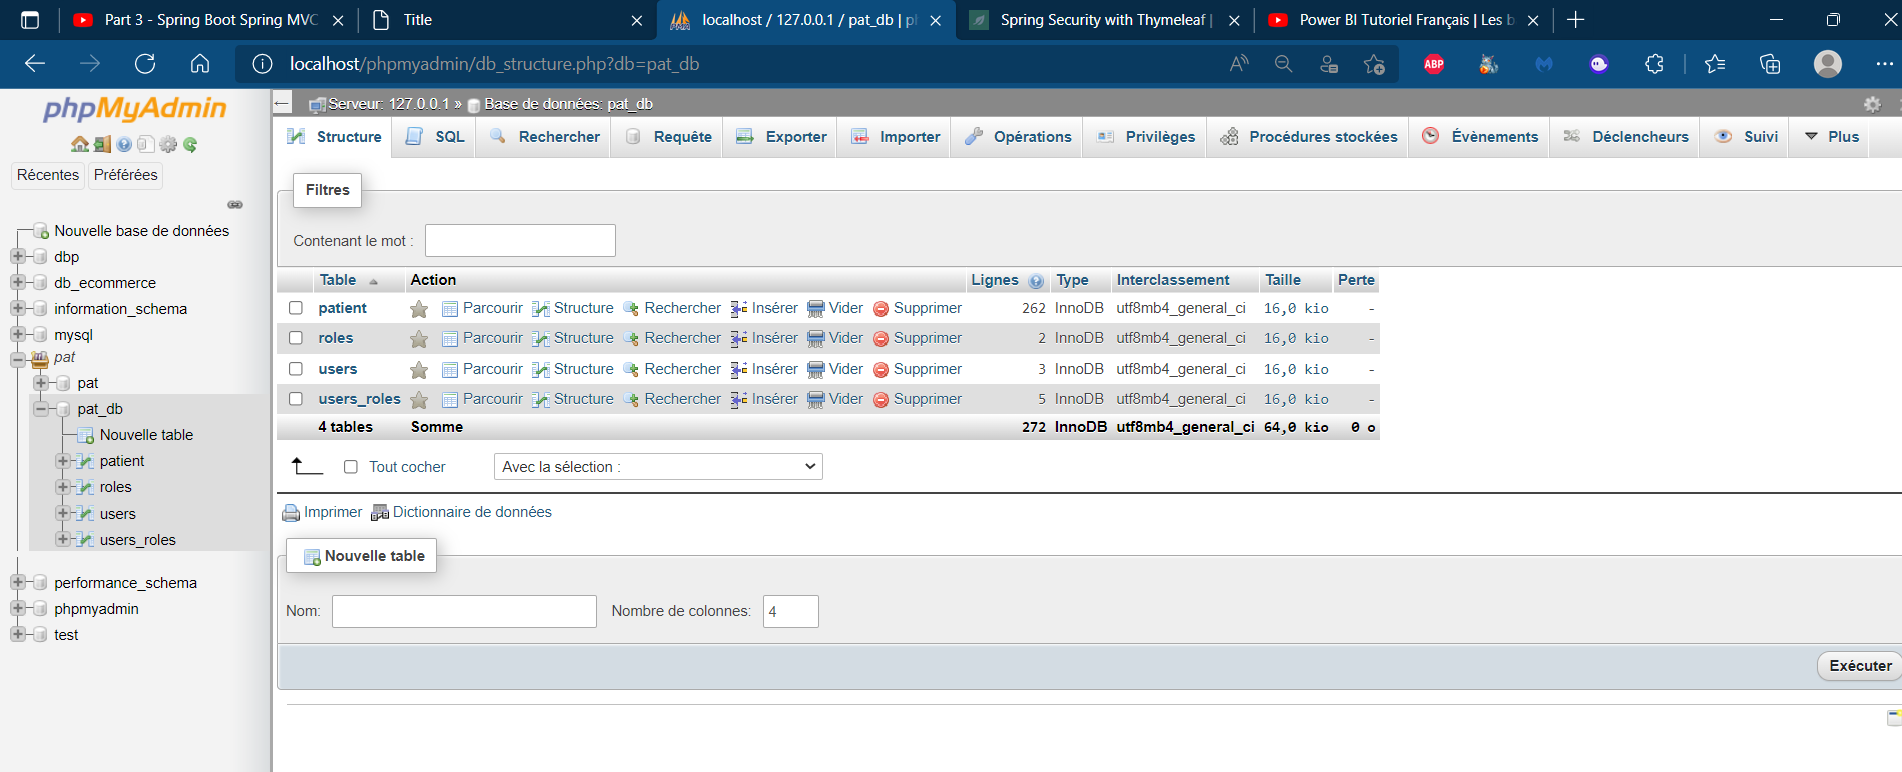 Part 3 - Spring Boot Spring MVC
Title
localhost / 127.0.0.1 / pat_db | ph
Spring Security with Thymeleaf |
Power BI Tutoriel Français | Les b
localhost/phpmyadmin/db_structure.php?db=pat_db
ABP
phpMyAdmin
Récentes Préférées
Nouvelle base de données
dbp
db_ecommerce
information_schema
mysql
pat
pat
pat_db
Nouvelle table
patient
roles
users
users_roles
performance_schema
phpmyadmin
test
Serveur: 127.0.0.1 » Base de données: pat_db
Structure SQL Rechercher Requête Exporter Importer Opérations Privilèges Procédures stockées Évènements Déclencheurs Suivi Plus
Filtres
Contenant le mot :
Table Action Lignes Type Interclassement Taille Perte
patient Parcourir Structure Rechercher Insérer Vider Supprimer 262 InnoDB utf8mb4_general_ci 16,0 kio -
roles Parcourir Structure Rechercher Insérer Vider Supprimer 2 InnoDB utf8mb4_general_ci 16,0 kio -
users Parcourir Structure Rechercher Insérer Vider Supprimer 3 InnoDB utf8mb4_general_ci 16,0 kio -
users_roles Parcourir Structure Rechercher Insérer Vider Supprimer 5 InnoDB utf8mb4_general_ci 16,0 kio -
4 tables Somme 272 InnoDB utf8mb4_general_ci 64,0 kio 0 o
Tout cocher Avec la sélection :
Imprimer Dictionnaire de données
Nouvelle table
Nom: Nombre de colonnes: 4
Exécuter